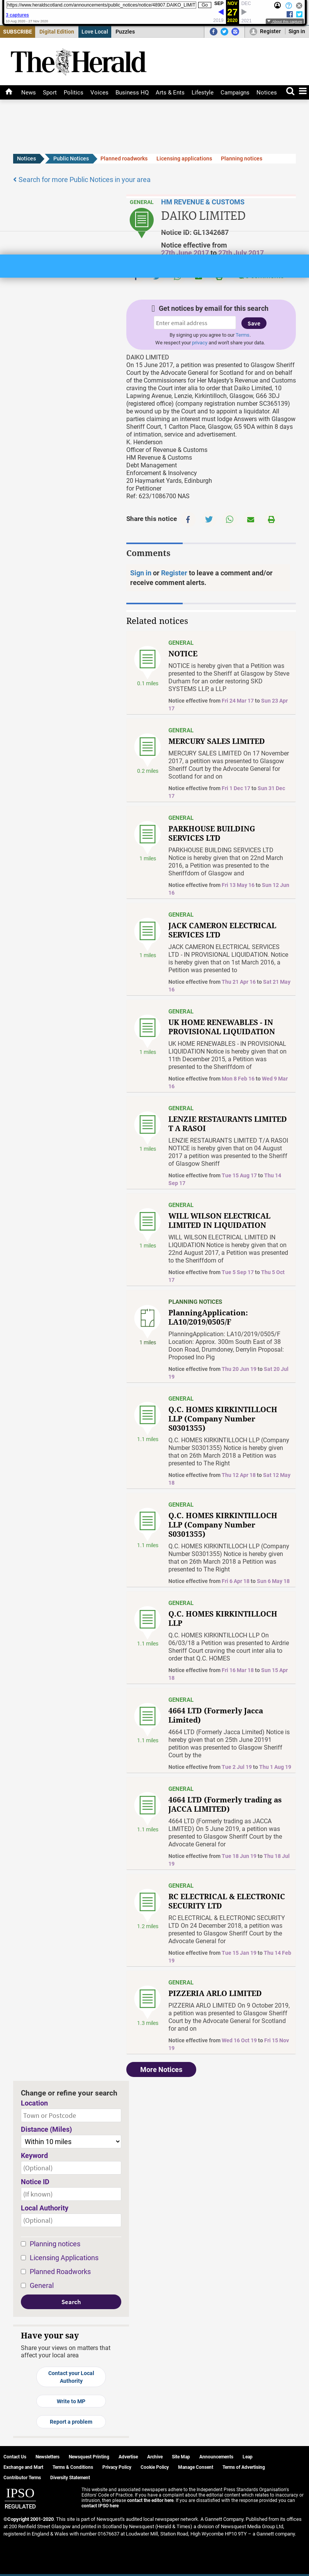 https://www.heraldscotland.com/announcements/public_notices/notice/48907.DAIKO_LIMIT
Go
SEP NOV DEC
27
2019 2020 2021
3 captures
SUBSCRIBE Digital Edition Love Local Puzzles
Register Sign in
The Herald
News Sport Politics Voices Business HQ Arts & Ents Lifestyle Campaigns Notices
Notices Public Notices Planned roadworks Licensing applications Planning notices
Search for more Public Notices in your area
GENERAL
HM REVENUE & CUSTOMS
DAIKO LIMITED
Notice ID: GL1342687
Notice effective from
27th June 2017 to 27th July 2017
Get notices by email for this search
Enter email address Save
By signing up you agree to our Terms.
We respect your privacy and won't share your data.
DAIKO LIMITED
On 15 June 2017, a petition was presented to Glasgow Sheriff
Court by the Advocate General for Scotland for and on behalf
of the Commissioners for Her Majesty's Revenue and Customs
craving the Court inter alia to order that Daiko Limited, 10
Lapwing Avenue, Lenzie, Kirkintilloch, Glasgow, G66 3DJ
(registered office) (company registration number SC365139)
be wound up by the Court and to appoint a liquidator. All
parties claiming an interest must lodge Answers with Glasgow
Sheriff Court, 1 Carlton Place, Glasgow, G5 9DA within 8 days
of intimation, service and advertisement.
K. Henderson
Officer of Revenue & Customs
HM Revenue & Customs
Debt Management
Enforcement & Insolvency
20 Haymarket Yards, Edinburgh
for Petitioner
Ref: 623/1086700 NAS
Share this notice
Comments
Sign in or Register to leave a comment and/or
receive comment alerts.
Related notices
GENERAL
NOTICE
NOTICE is hereby given that a Petition was
presented to the Sheriff at Glasgow by Steve
Durham for an order restoring SKD
SYSTEMS LLP, a LLP
0.1 miles
Notice effective from Fri 24 Mar 17 to Sun 23 Apr
17
GENERAL
MERCURY SALES LIMITED
MERCURY SALES LIMITED On 17 November
2017, a petition was presented to Glasgow
Sheriff Court by the Advocate General for
Scotland for and on
0.2 miles
Notice effective from Fri 1 Dec 17 to Sun 31 Dec
17
GENERAL
PARKHOUSE BUILDING
SERVICES LTD
PARKHOUSE BUILDING SERVICES LTD
Notice is hereby given that on 22nd March
2016, a Petition was presented to the
Sheriffdom of Glasgow and
1 miles
Notice effective from Fri 13 May 16 to Sun 12 Jun
16
GENERAL
JACK CAMERON ELECTRICAL
SERVICES LTD
JACK CAMERON ELECTRICAL SERVICES
LTD - IN PROVISIONAL LIQUIDATION. Notice
is hereby given that on 1st March 2016, a
Petition was presented to
1 miles
Notice effective from Thu 21 Apr 16 to Sat 21 May
16
GENERAL
UK HOME RENEWABLES - IN
PROVISIONAL LIQUIDATION
UK HOME RENEWABLES - IN PROVISIONAL
LIQUIDATION Notice is hereby given that on
11th December 2015, a Petition was
presented to the Sheriffdom of
1 miles
Notice effective from Mon 8 Feb 16 to Wed 9 Mar
16
GENERAL
LENZIE RESTAURANTS LIMITED
T A RASOI
LENZIE RESTAURANTS LIMITED T/A RASOI
NOTICE is hereby given that on 04 August
2017 a petition was presented to the Sheriff
of Glasgow Sheriff
1 miles
Notice effective from Tue 15 Aug 17 to Thu 14
Sep 17
GENERAL
WILL WILSON ELECTRICAL
LIMITED IN LIQUIDATION
WILL WILSON ELECTRICAL LIMITED IN
LIQUIDATION Notice is hereby given that on
22nd August 2017, a Petition was presented
to the Sheriffdom of
1 miles
Notice effective from Tue 5 Sep 17 to Thu 5 Oct
17
PLANNING NOTICES
PlanningApplication:
LA10/2019/0505/F
PlanningApplication: LA10/2019/0505/F
Location: Approx. 300m South East of 38
Doon Road, Drumdoney, Derrylin Proposal:
Proposed Ino Pig
1 miles
Notice effective from Thu 20 Jun 19 to Sat 20 Jul
19
GENERAL
Q.C. HOMES KIRKINTILLOCH
LLP (Company Number
S0301355)
Q.C. HOMES KIRKINTILLOCH LLP (Company
Number S0301355) Notice is hereby given
that on 26th March 2018 a Petition was
presented to The Right
1.1 miles
Notice effective from Thu 12 Apr 18 to Sat 12 May
18
GENERAL
Q.C. HOMES KIRKINTILLOCH
LLP (Company Number
S0301355)
Q.C. HOMES KIRKINTILLOCH LLP (Company
Number S0301355) Notice is hereby given
that on 26th March 2018 a Petition was
presented to The Right
1.1 miles
Notice effective from Fri 6 Apr 18 to Sun 6 May 18
GENERAL
Q.C. HOMES KIRKINTILLOCH
LLP
Q.C. HOMES KIRKINTILLOCH LLP On
06/03/18 a Petition was presented to Airdrie
Sheriff Court craving the court inter alia to
order that Q.C. HOMES
1.1 miles
Notice effective from Fri 16 Mar 18 to Sun 15 Apr
18
GENERAL
4664 LTD (Formerly Jacca
Limited)
4664 LTD (Formerly Jacca Limited) Notice is
hereby given that on 25th June 20191
petition was presented to Glasgow Sheriff
Court by the
1.1 miles
Notice effective from Tue 2 Jul 19 to Thu 1 Aug 19
GENERAL
4664 LTD (Formerly trading as
JACCA LIMITED)
4664 LTD (Formerly trading as JACCA
LIMITED) On 5 June 2019, a petition was
presented to Glasgow Sheriff Court by the
Advocate General for
1.1 miles
Notice effective from Tue 18 Jun 19 to Thu 18 Jul
19
GENERAL
RC ELECTRICAL & ELECTRONIC
SECURITY LTD
RC ELECTRICAL & ELECTRONIC SECURITY
LTD On 24 December 2018, a petition was
presented to Glasgow Sheriff Court by the
Advocate General for
1.2 miles
Notice effective from Tue 15 Jan 19 to Thu 14 Feb
19
GENERAL
PIZZERIA ARLO LIMITED
PIZZERIA ARLO LIMITED On 9 October 2019,
a petition was presented to Glasgow Sheriff
Court by the Advocate General for Scotland
for and on
1.3 miles
Notice effective from Wed 16 Oct 19 to Fri 15 Nov
19
More Notices
Change or refine your search
Location
Town or Postcode
Distance (Miles)
Within 10 miles
Keyword
(Optional)
Notice ID
(If known)
Local Authority
(Optional)
Planning notices
Licensing Applications
Planned Roadworks
General
Search
Have your say
Share your views on matters that
affect your local area
Contact your Local
Authority
Write to MP
Report a problem
Contact Us Newsletters Newsquest Printing Advertise Archive Site Map Announcements Leap
Exchange and Mart Terms & Conditions Privacy Policy Cookie Policy Manage Consent Terms of Advertising
Contributor Terms Diversity Statement
IPSO
REGULATED
This website and associated newspapers adhere to the Independent Press Standards Organisation's
Editors' Code of Practice. If you have a complaint about the editorial content which relates to inaccuracy or
intrusion, then please contact the editor here. If you are dissatisfied with the response provided you can
contact IPSO here
©Copyright 2001-2020. This site is part of Newsquest's audited local newspaper network. A Gannett Company. Published from its offices
at 200 Renfield Street Glasgow and printed in Scotland by Newsquest (Herald & Times) a division of Newsquest Media Group Ltd,
registered in England & Wales with number 01676637 at Loudwater Mill, Station Road, High Wycombe HP10 9TY – a Gannett company.